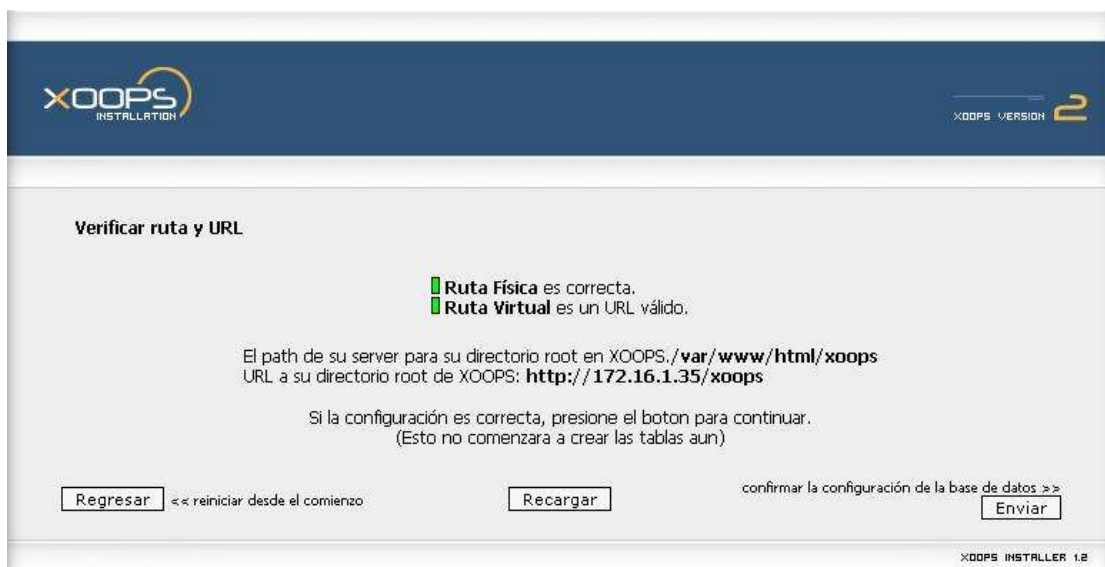 XOOPS
INSTALLATION
XOOPS VERSION 2
Verificar ruta y URL
Ruta Física es correcta.
Ruta Virtual es un URL válido.
El path de su server para su directorio root en XOOPS./var/www/html/xoops
URL a su directorio root de XOOPS: http://172.16.1.35/xoops
Si la configuración es correcta, presione el boton para continuar.
(Esto no comenzara a crear las tablas aun)
Regresar << reiniciar desde el comienzo
Recargar
confirmar la configuración de la base de datos >>
Enviar
XOOPS INSTALLER 1.2